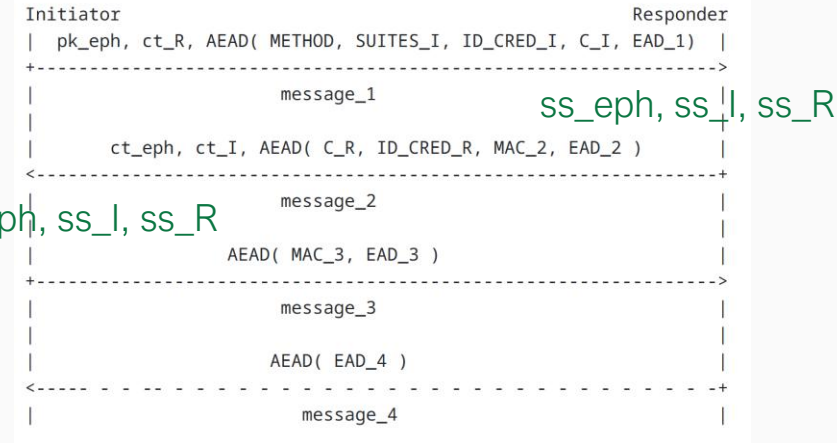 Initiator Responder
| pk_eph, ct_R, AEAD( METHOD, SUITES_I, ID_CRED_I, C_I, EAD_1) |
+------------------------------------------------------------------>
| message_1 |
ss_eph, ss_I, ss_R
| |
| ct_eph, ct_I, AEAD( C_R, ID_CRED_R, MAC_2, EAD_2 ) |
<------------------------------------------------------------------+
| message_2 |
ph, ss_I, ss_R
| AEAD( MAC_3, EAD_3 ) |
+------------------------------------------------------------------>
| message_3 |
| |
| AEAD( EAD_4 ) |
<----- - - -- - - - - - - - - - - - - - - - - - - - - - - - - - -+
| message_4 |